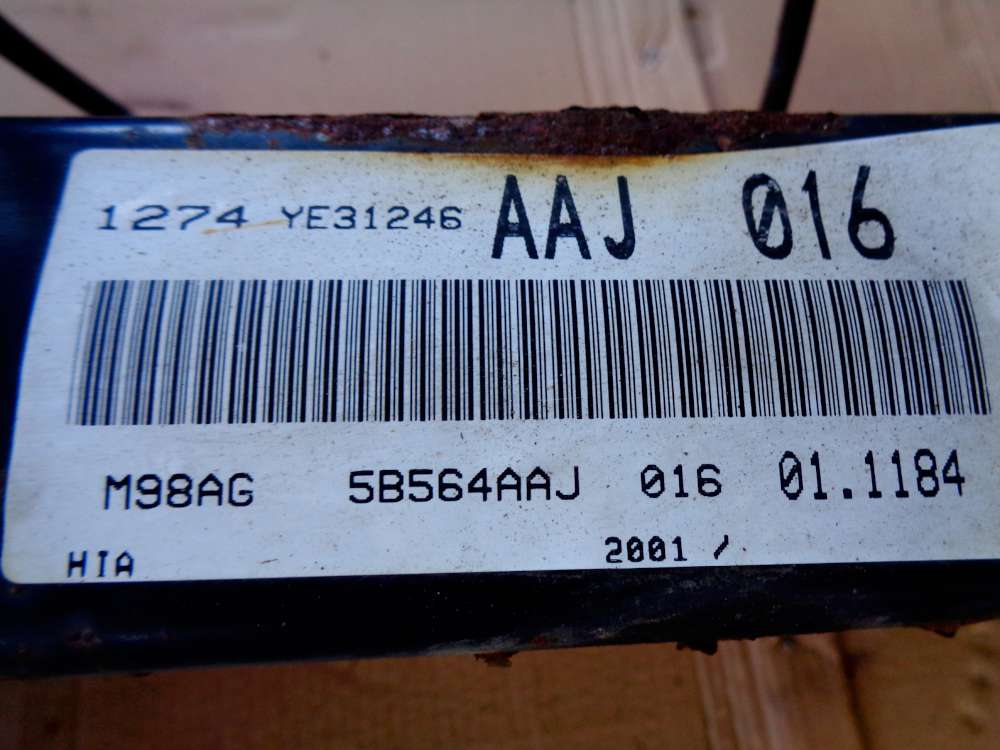 1274 YE31246 AAJ 016
M98AG 5B564AAJ 016 01.1184
HIA 2001 /